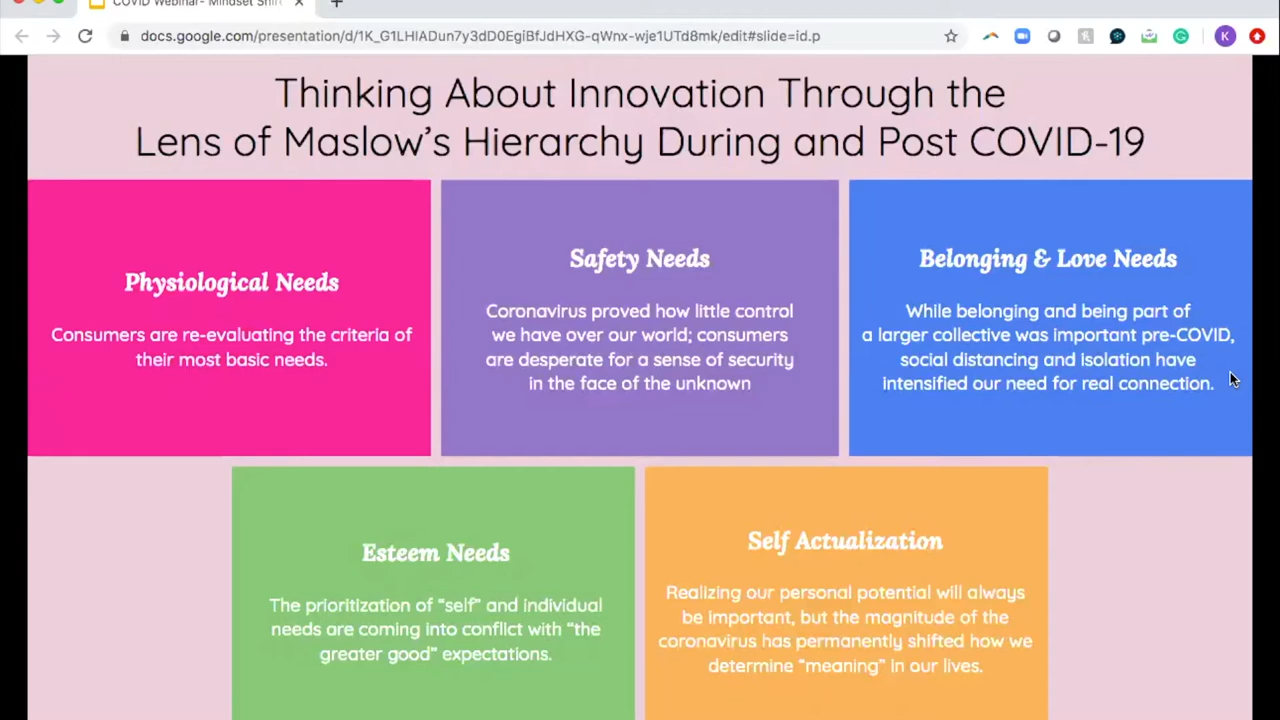 COVID Webinar- Mindset Shift
docs.google.com/presentation/d/1K_G1LHIADun7y3dD0EgiBfJdHXG-qWnx-wje1UTd8mk/edit#slide=id.p
K
Thinking About Innovation Through the
Lens of Maslow’s Hierarchy During and Post COVID-19
Physiological Needs
Consumers are re-evaluating the criteria of
their most basic needs.
Safety Needs
Coronavirus proved how little control
we have over our world; consumers
are desperate for a sense of security
in the face of the unknown
Belonging & Love Needs
While belonging and being part of
a larger collective was important pre-COVID,
social distancing and isolation have
intensified our need for real connection.
Esteem Needs
The prioritization of “self” and individual
needs are coming into conflict with “the
greater good” expectations.
Self Actualization
Realizing our personal potential will always
be important, but the magnitude of the
coronavirus has permanently shifted how we
determine “meaning” in our lives.